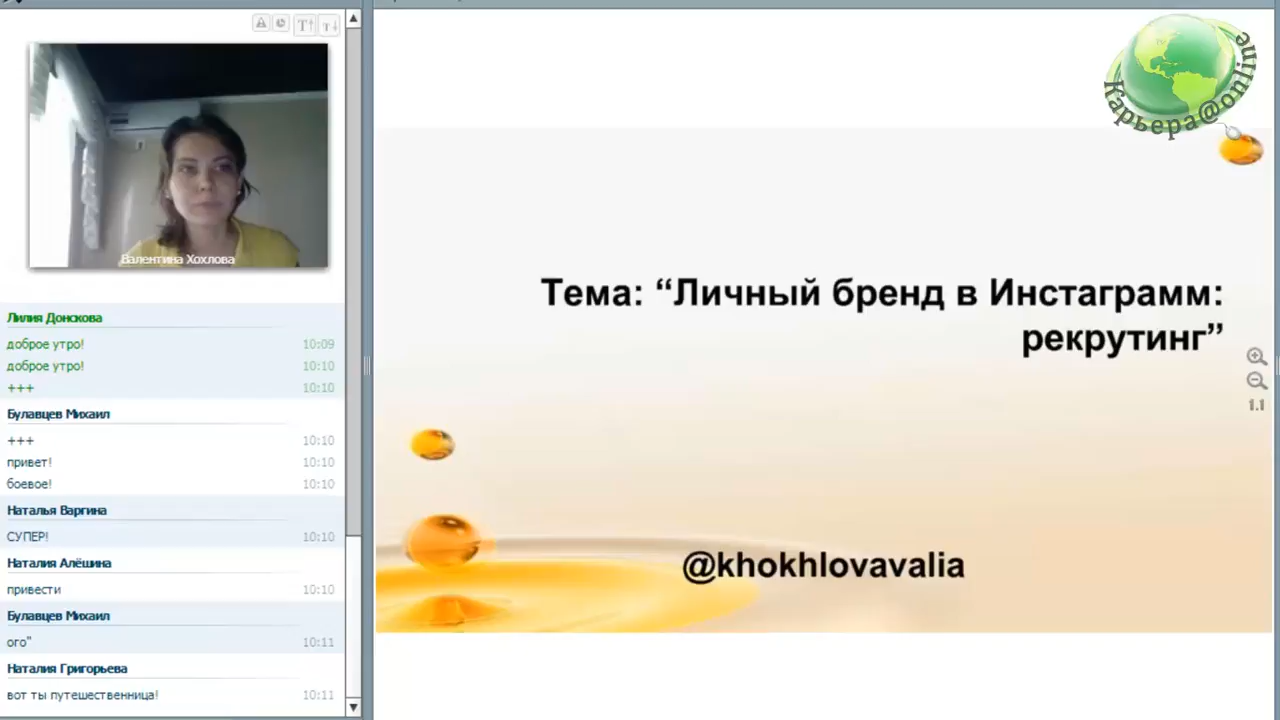 Валентина Хохлова
Лилия Донскова
доброе утро! 10:09
доброе утро! 10:10
+++ 10:10
Булавцев Михаил
+++ 10:10
привет! 10:10
боевое! 10:10
Наталья Варгина
СУПЕР! 10:10
Наталия Алёшина
привести 10:10
Булавцев Михаил
ого" 10:11
Наталия Григорьева
вот ты путешественница! 10:11
Карьера@online
Тема: “Личный бренд в Инстаграмм:
рекрутинг”
@khokhlovavalia
1.1